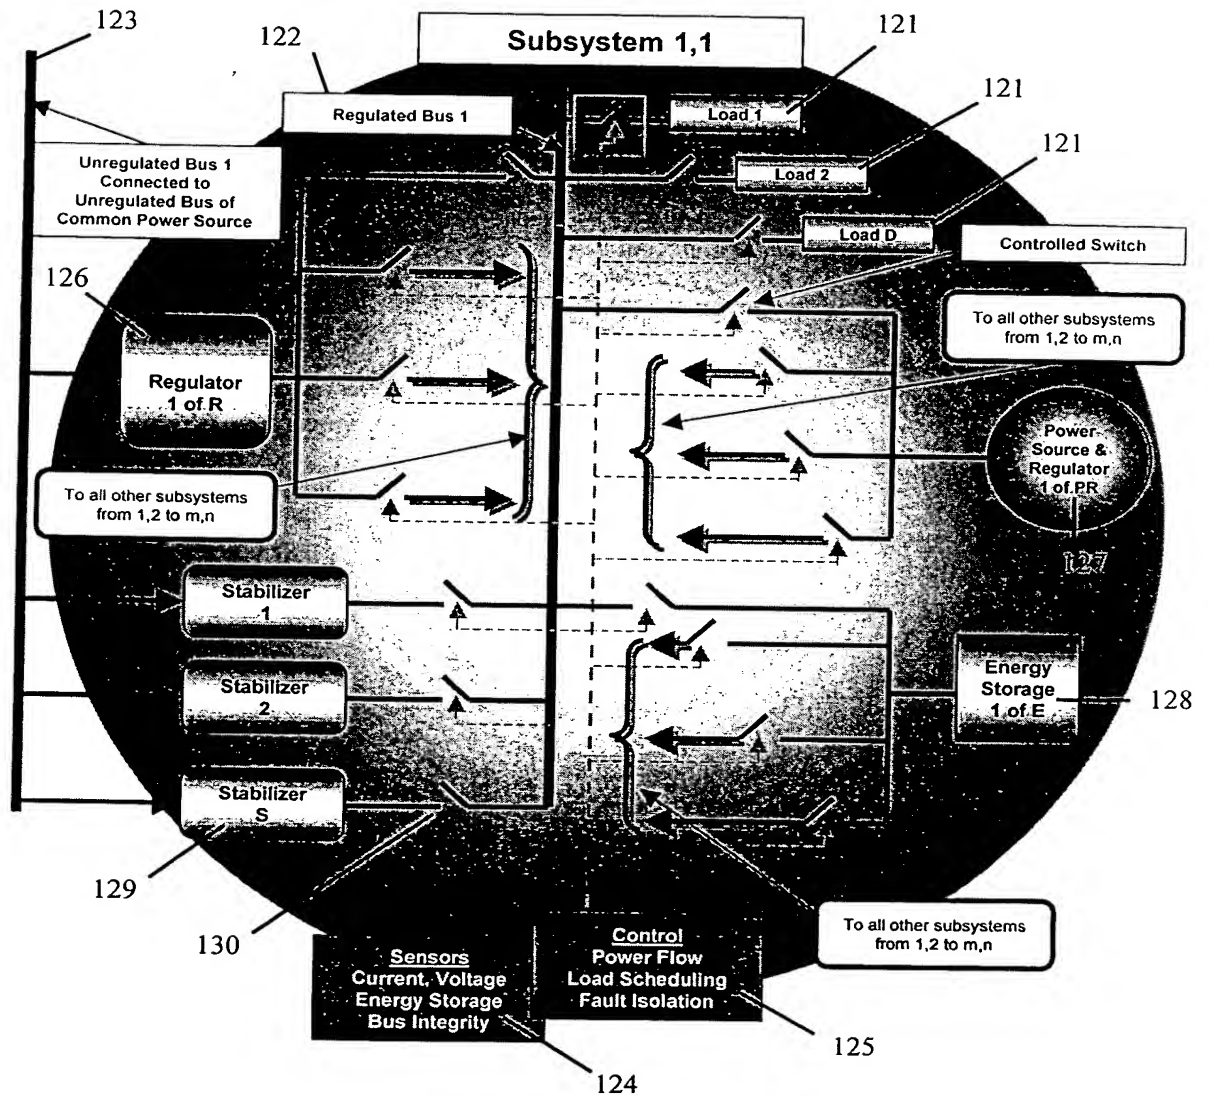 123
122
Subsystem 1,1
121
Regulated Bus 1
Load 1
121
Unregulated Bus 1
Connected to
Unregulated Bus of
Common Power Source
Load 2
121
Load D
Controlled Switch
126
To all other subsystems
from 1,2 to m,n
Regulator
1 of R
Power
Source &
Regulator
1 of PR
To all other subsystems
from 1,2 to m,n
127
Stabilizer
1
Energy
Storage
1 of E
128
Stabilizer
2
Stabilizer
S
129
130
To all other subsystems
from 1,2 to m,n
Sensors
Current, Voltage
Energy Storage
Bus Integrity
Control
Power Flow
Load Scheduling
Fault Isolation
125
124